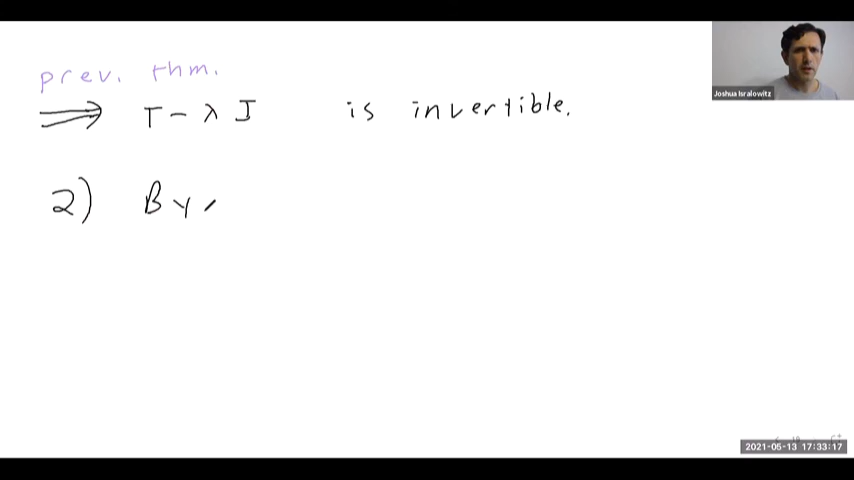 prev. thm.
⟹ T - λ I is invertible.
2) By
Joshua Isralowitz
2021-05-13 17:33:17